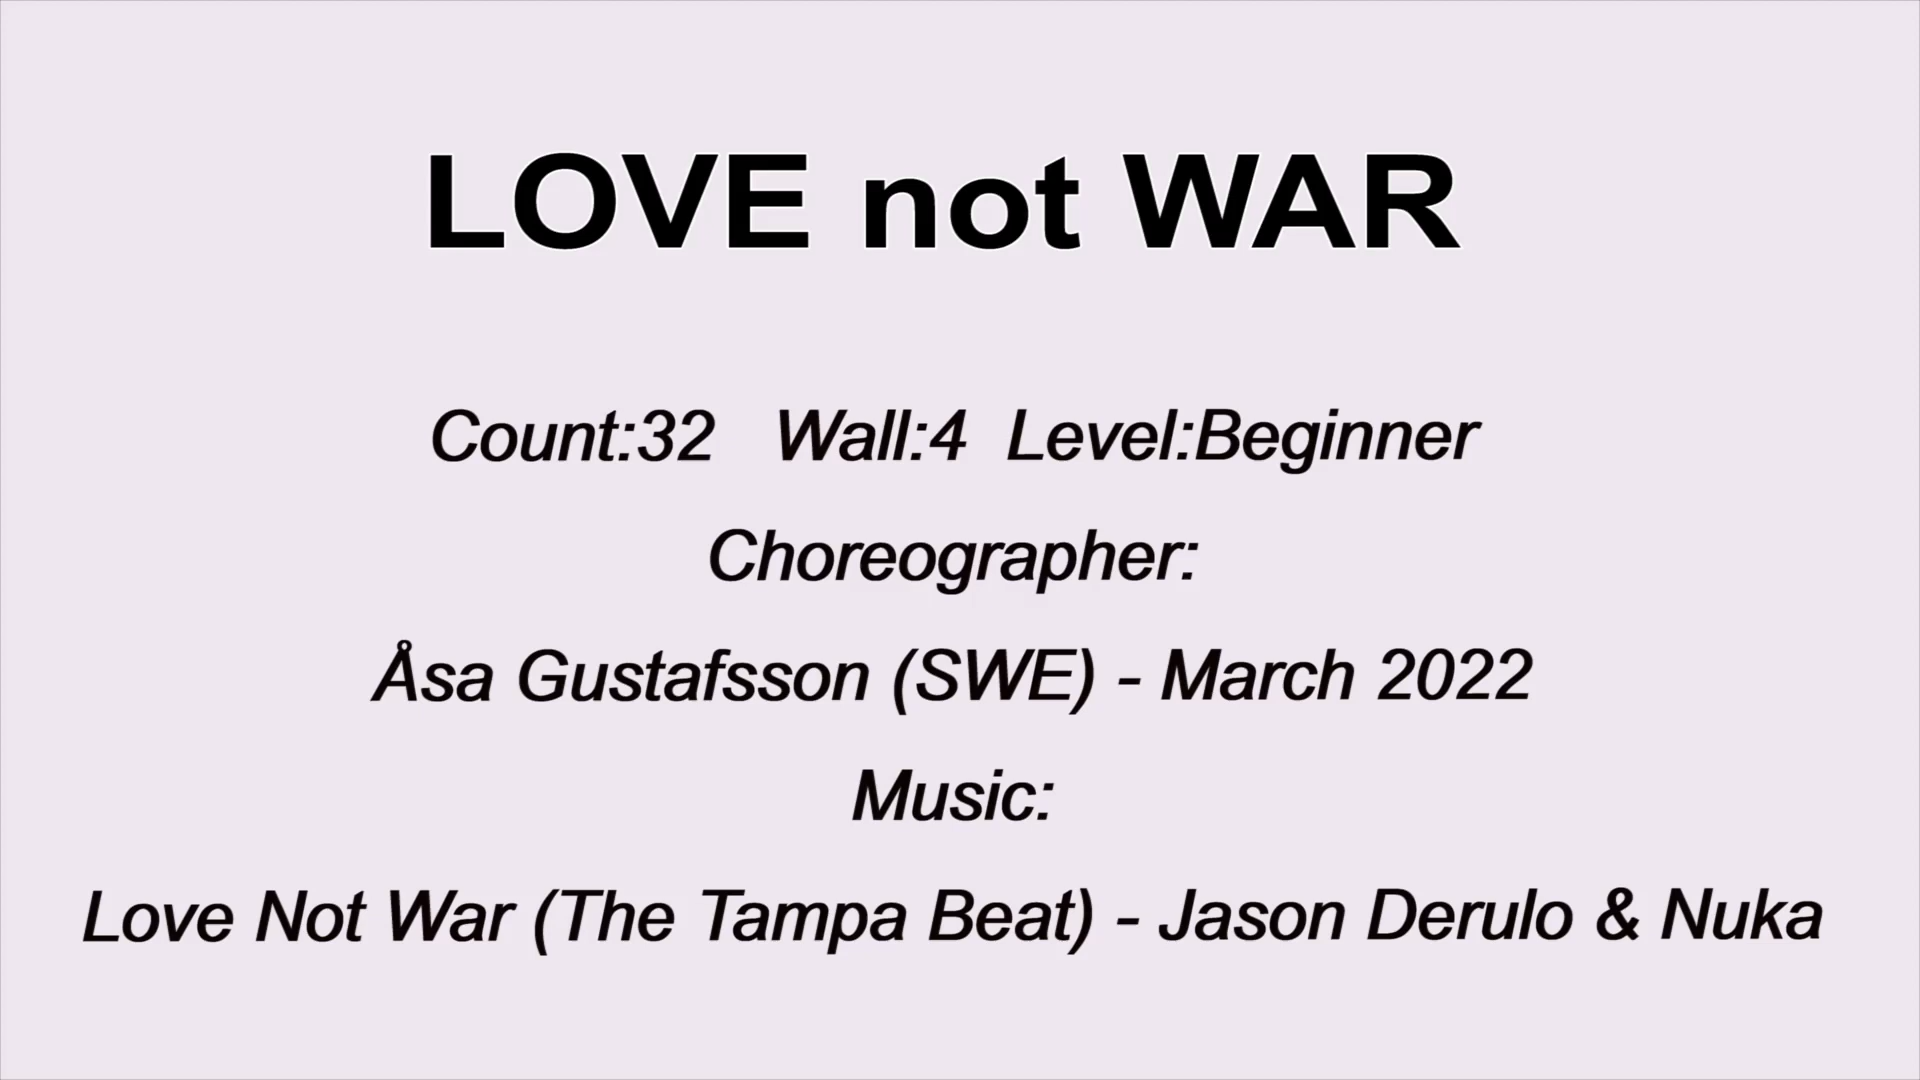 LOVE not WAR
Count:32 Wall:4 Level:Beginner
Choreographer:
Åsa Gustafsson (SWE) - March 2022
Music:
Love Not War (The Tampa Beat) - Jason Derulo & Nuka